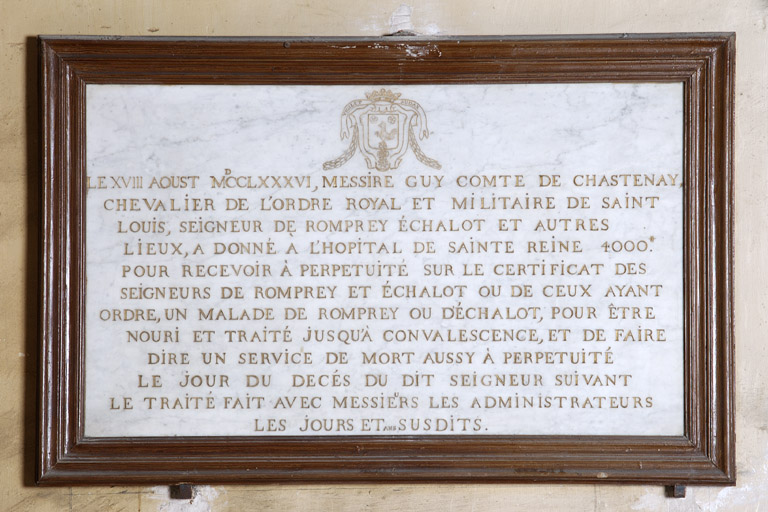 LE XVIII AOUST MDCCLXXXVI, MESSIRE GUY COMTE DE CHASTENAY,
CHEVALIER DE L'ORDRE ROYAL ET MILITAIRE DE SAINT
LOUIS, SEIGNEUR DE ROMPREY ÉCHALOT ET AUTRES
LIEUX, A DONNÉ A L'HOPITAL DE SAINTE REINE 4000.
POUR RECEVOIR À PERPETUITÉ SUR LE CERTIFICAT DES
SEIGNEURS DE ROMPREY ET ÉCHALOT OU DE CEUX AYANT
ORDRE, UN MALADE DE ROMPREY OU D'ÉCHALOT, POUR ÊTRE
NOURI ET TRAITÉ JUSQU'À CONVALESCENCE, ET DE FAIRE
DIRE UN SERVICE DE MORT AUSSY À PERPETUITÉ
LE JOUR DU DECÉS DU DIT SEIGNEUR SUIVANT
LE TRAITÉ FAIT AVEC MESSIEURS LES ADMINISTRATEURS
LES JOURS ET ANS SUSDITS.